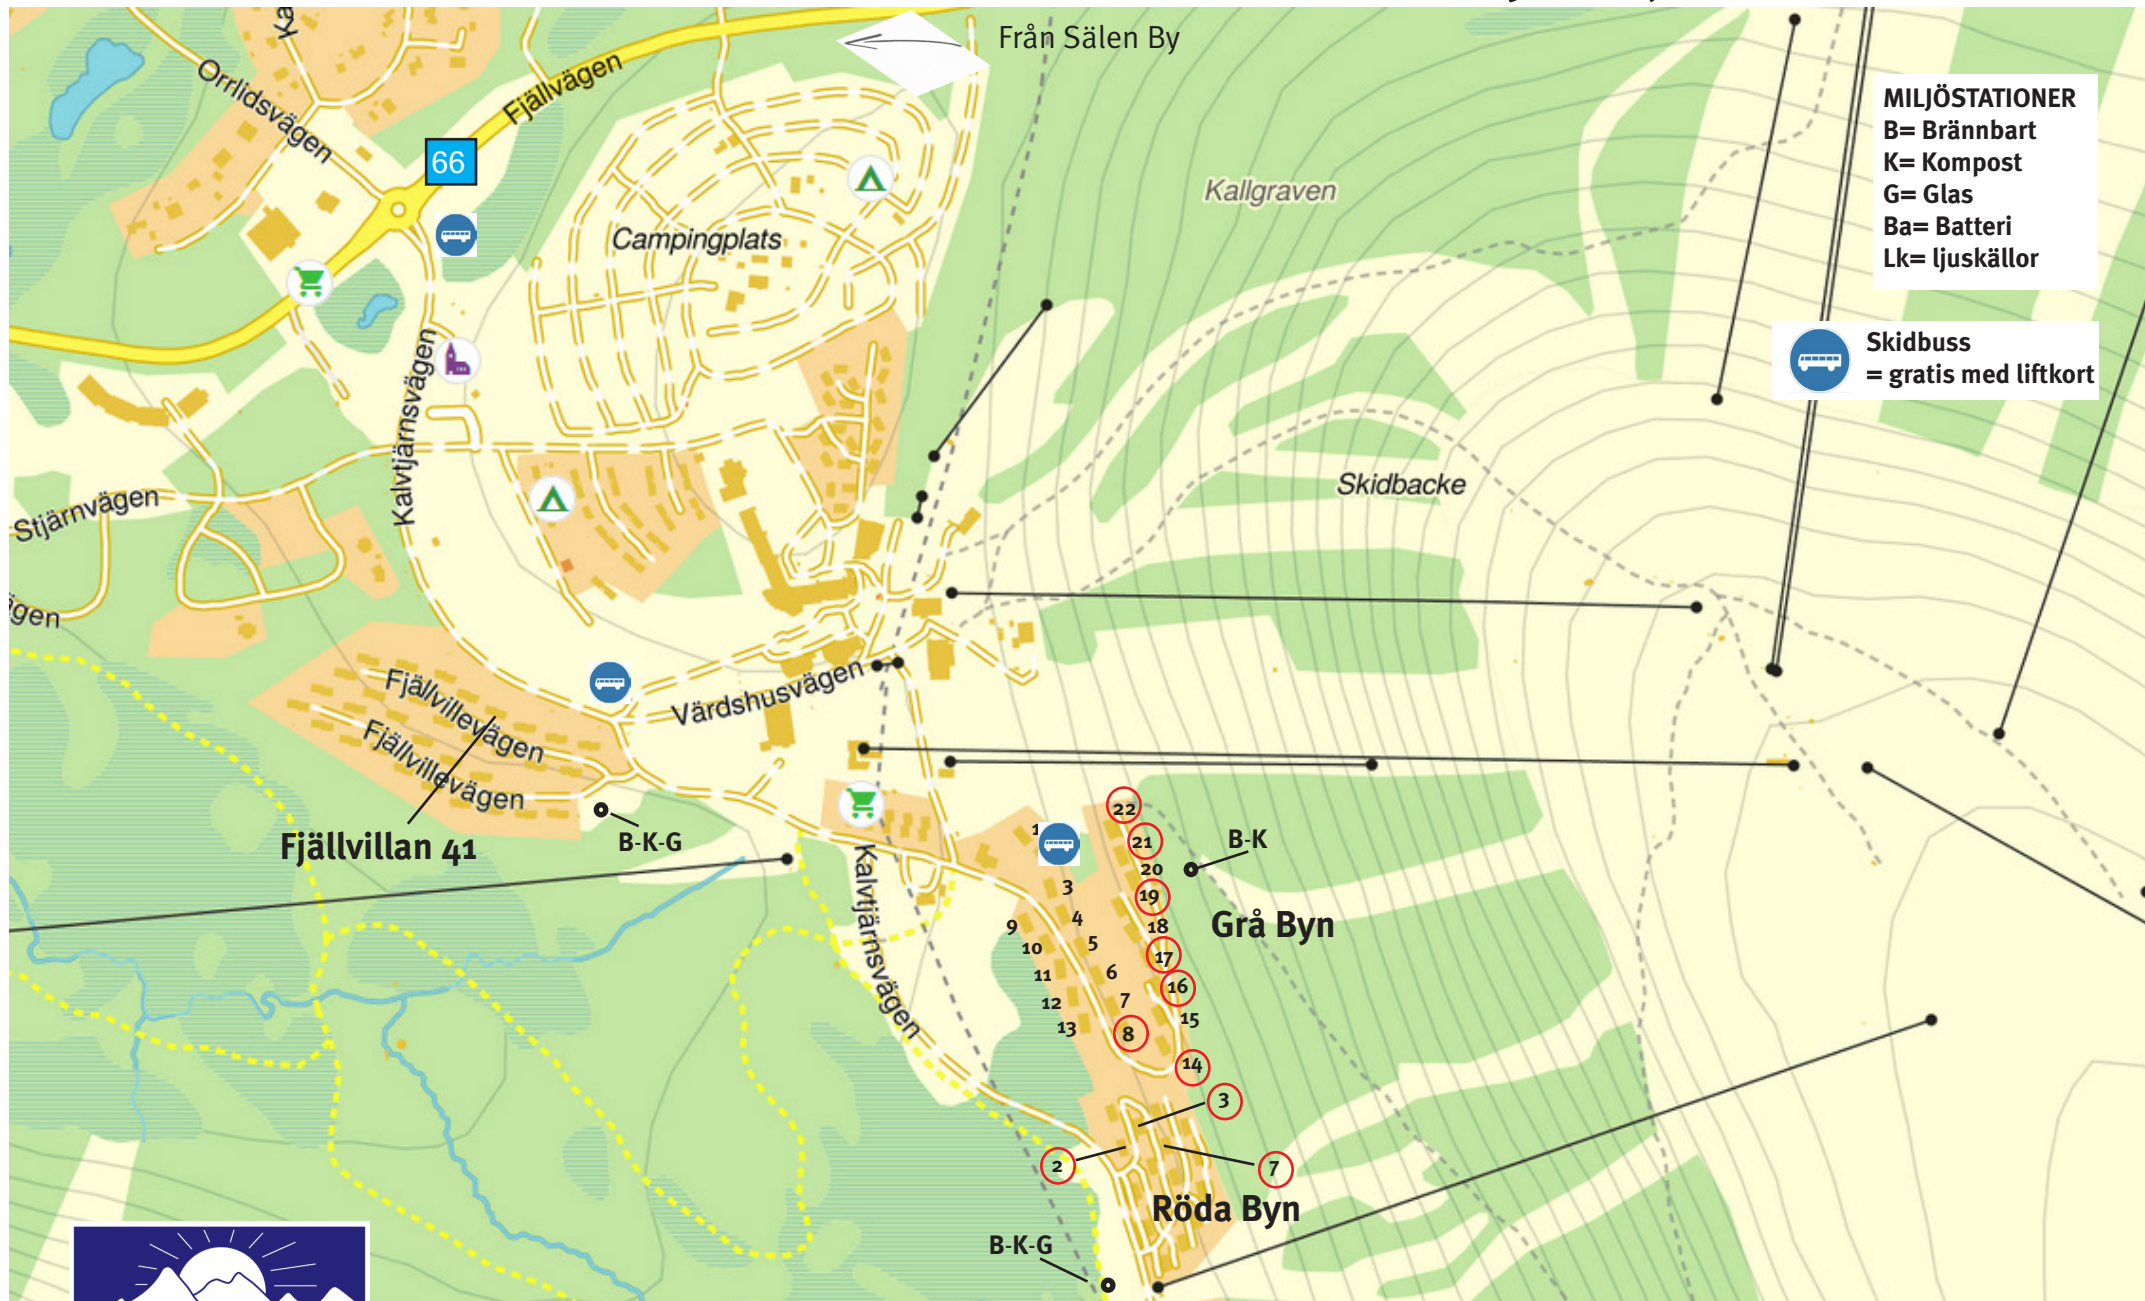 Från Sälen By
Orrlidsvägen
Fjällvägen
66
MILJÖSTATIONER
B= Brännbart
K= Kompost
G= Glas
Ba= Batteri
Lk= ljuskällor
Kallgraven
Campingplats
Skidbuss
= gratis med liftkort
Kalvtjärnsvägen
Skidbacke
Stjärnvägen
ägen
Värdshusvägen
Fjällvillevägen
Fjällvillevägen
Fjällvillan 41
B-K-G
Kalvtjärnsvägen
22
1
21
B-K
20
3
19
4
9
18
Grå Byn
5
10
17
6
11
16
7
12
15
13
8
14
3
2
7
Röda Byn
B-K-G